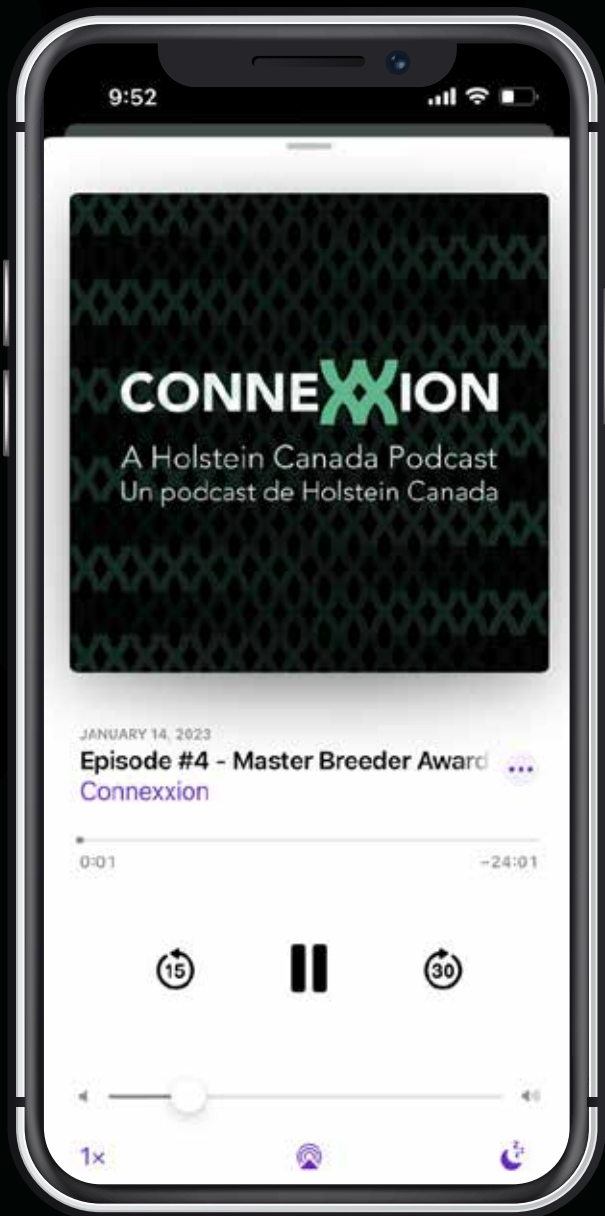 9:52
CONNEXXION
A Holstein Canada Podcast
Un podcast de Holstein Canada
JANUARY 14, 2023
Episode #4 - Master Breeder Award
Connexxion
0:01
-24:01
15
30
1×
zz